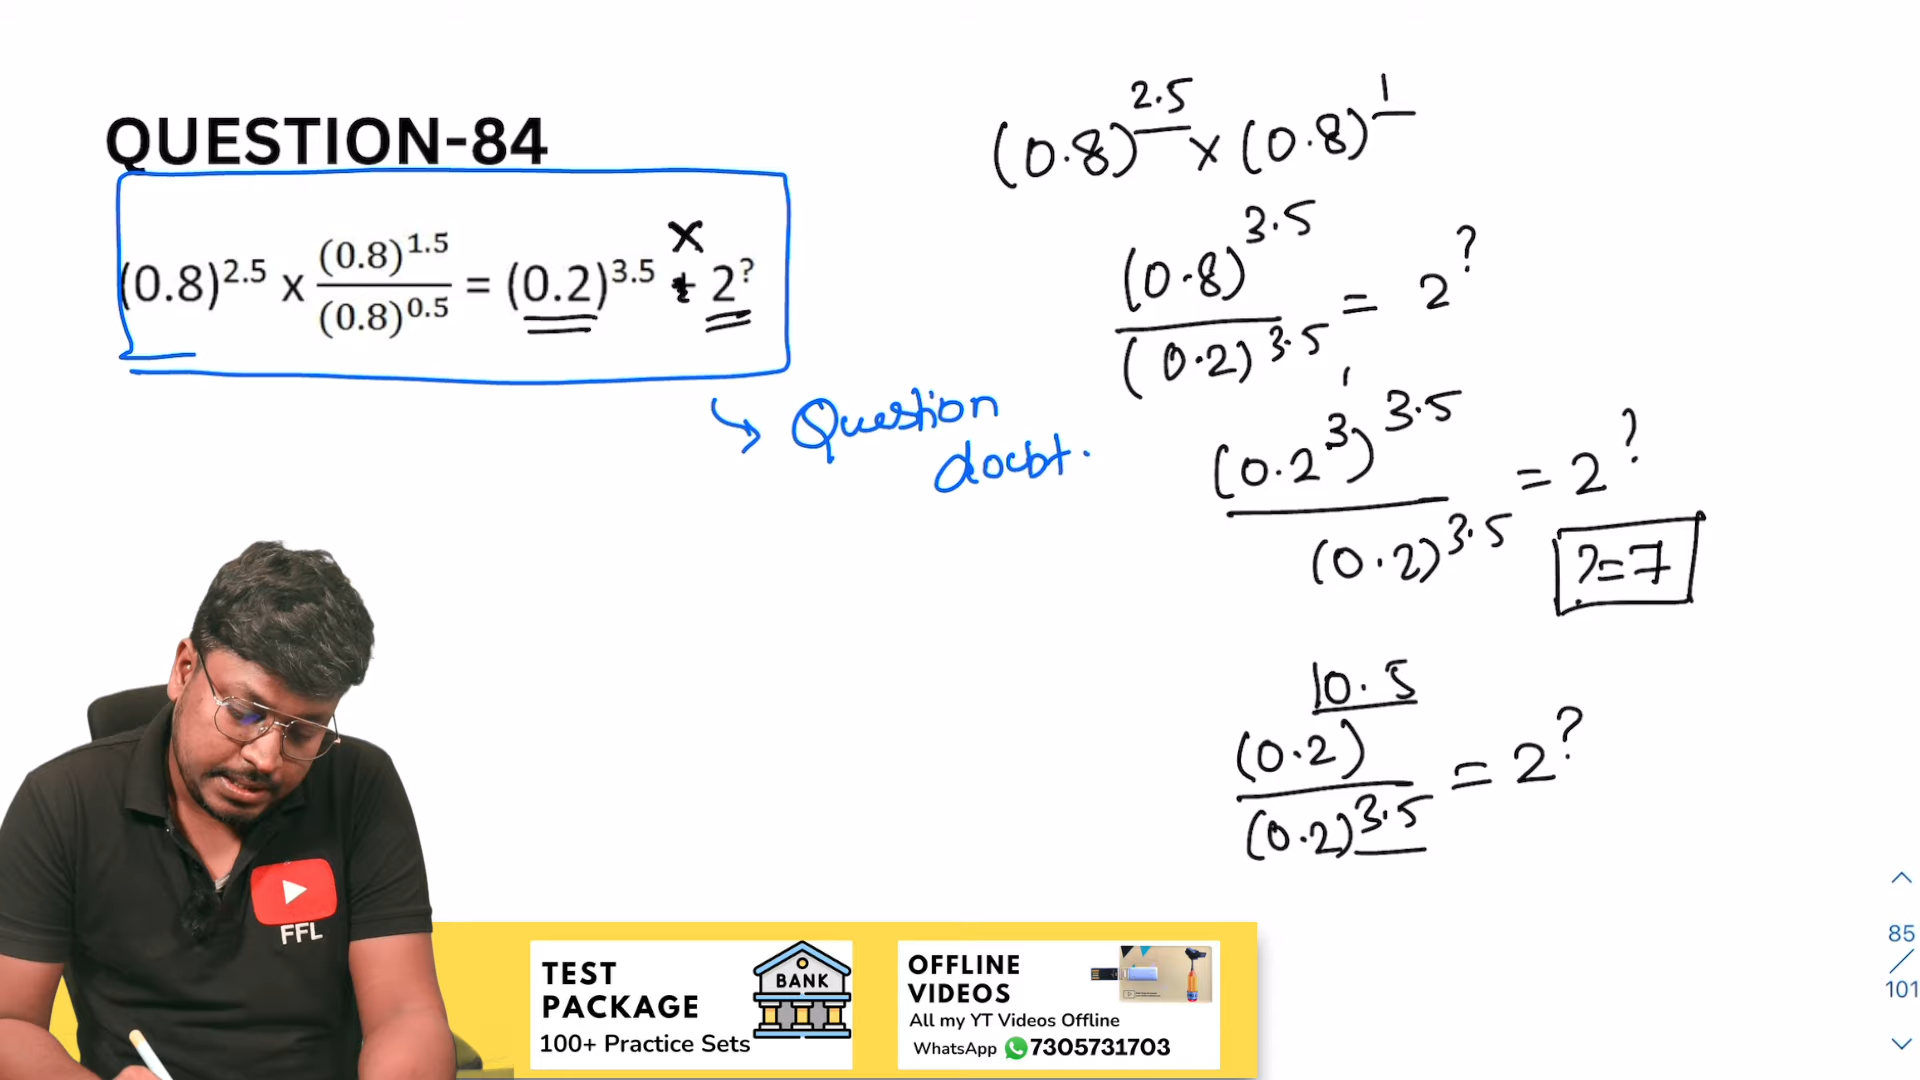 QUESTION-84
(0.8)^2.5 x (0.8)^1.5 / (0.8)^0.5 = (0.2)^3.5 × 2^?
Question
doubt.
(0.8)^2.5 × (0.8)^1
(0.8)^3.5 / (0.2)^3.5 = 2^?
(0.2^3)^3.5 / (0.2)^3.5 = 2^?
?=7
(0.2)^10.5 / (0.2)^3.5 = 2^?
FFL
TEST
PACKAGE
100+ Practice Sets
BANK
OFFLINE
VIDEOS
All my YT Videos Offline
WhatsApp 7305731703
85
/
101